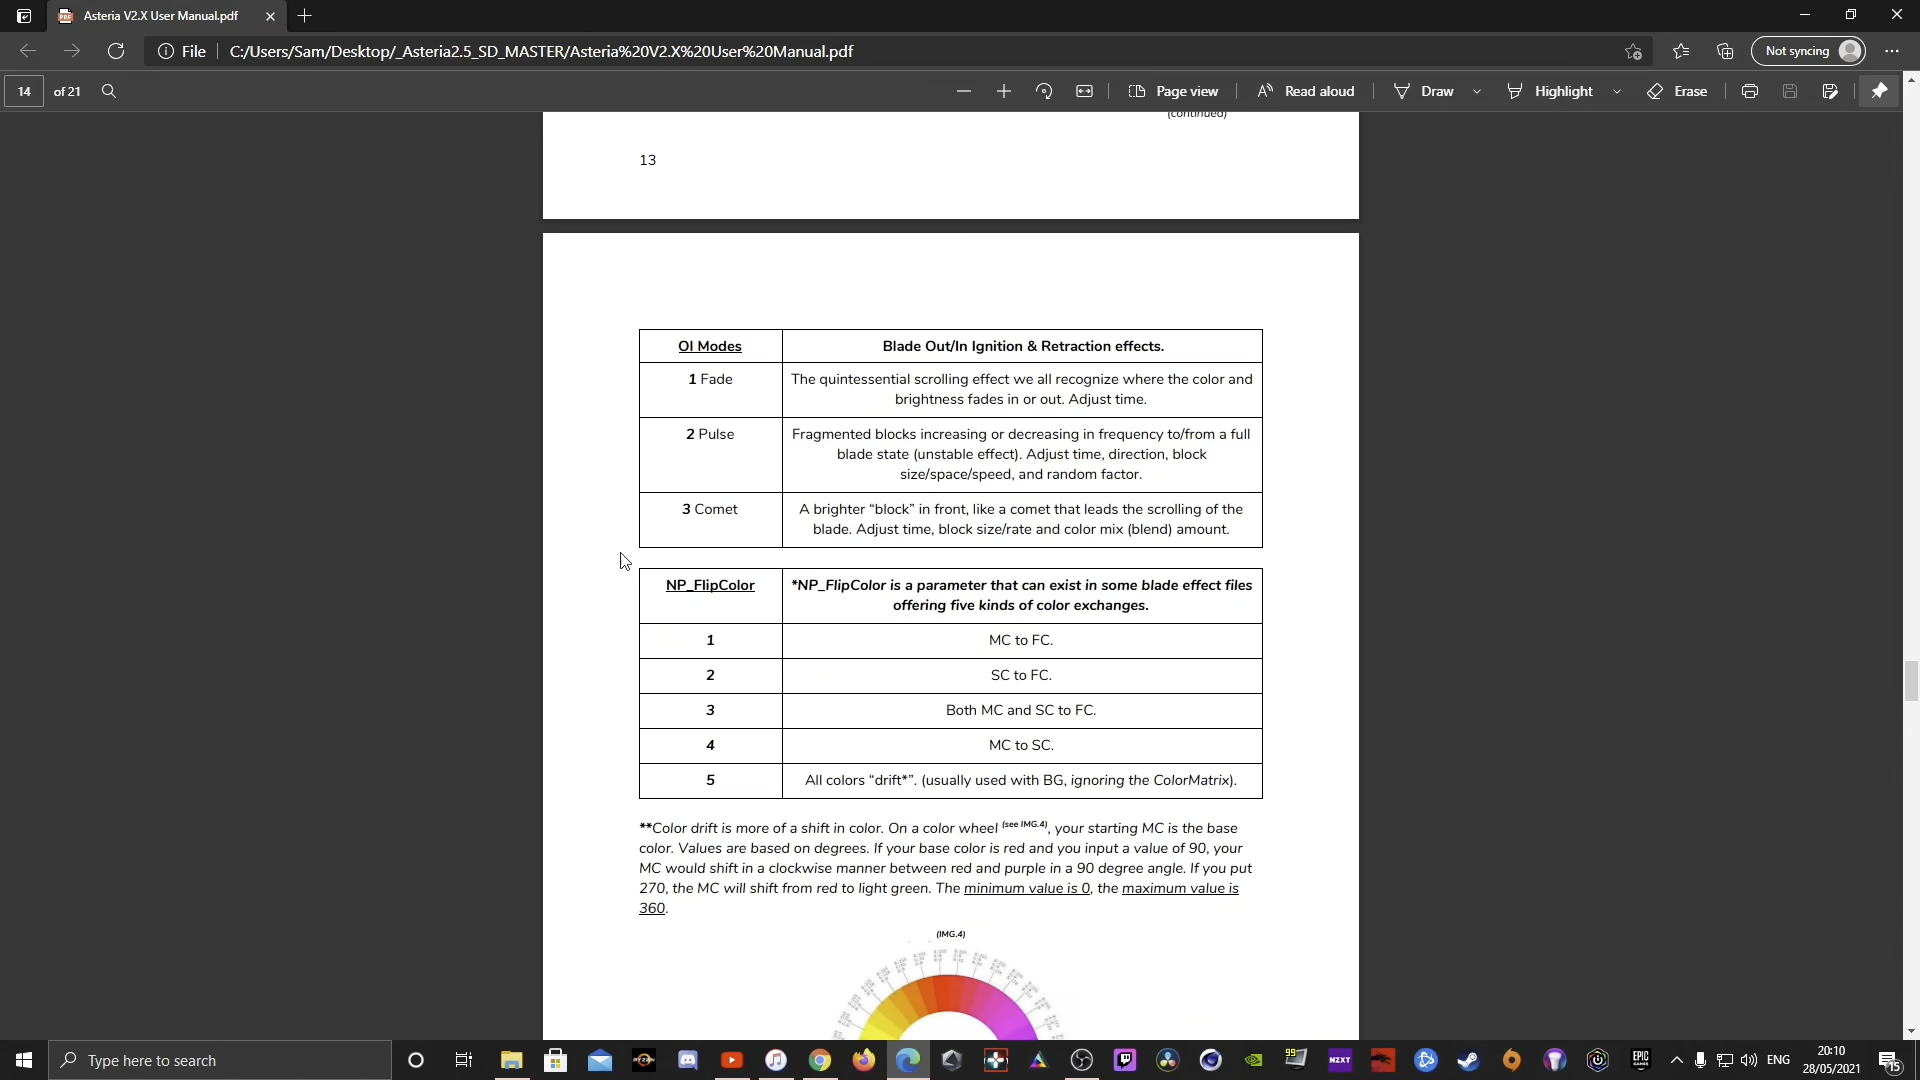 Asteria V2.X User Manual.pdf
File C:/Users/Sam/Desktop/_Asteria2.5_SD_MASTER/Asteria%20V2.X%20User%20Manual.pdf
Not syncing
14 of 21
Page view
Read aloud
Draw
Highlight
Erase
(continued)
13
OI Modes Blade Out/In Ignition & Retraction effects.
1 Fade The quintessential scrolling effect we all recognize where the color and
brightness fades in or out. Adjust time.
2 Pulse Fragmented blocks increasing or decreasing in frequency to/from a full
blade state (unstable effect). Adjust time, direction, block
size/space/speed, and random factor.
3 Comet A brighter “block” in front, like a comet that leads the scrolling of the
blade. Adjust time, block size/rate and color mix (blend) amount.
NP_FlipColor *NP_FlipColor is a parameter that can exist in some blade effect files
offering five kinds of color exchanges.
1 MC to FC.
2 SC to FC.
3 Both MC and SC to FC.
4 MC to SC.
5 All colors “drift*”. (usually used with BG, ignoring the ColorMatrix).
**Color drift is more of a shift in color. On a color wheel (see IMG.4), your starting MC is the base
color. Values are based on degrees. If your base color is red and you input a value of 90, your
MC would shift in a clockwise manner between red and purple in a 90 degree angle. If you put
270, the MC will shift from red to light green. The minimum value is 0, the maximum value is
360.
(IMG.4)
Type here to search
RYZEN
99
NZXT
EPIC
GAMES
ENG
20:10
28/05/2021
15